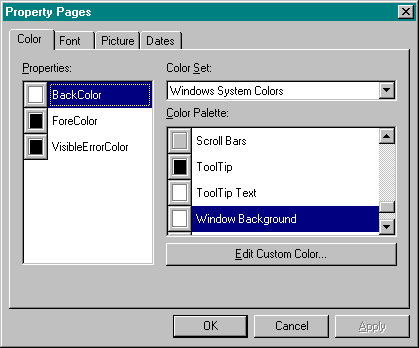 Property Pages
Color Font Picture Dates
Properties:
BackColor
ForeColor
VisibleErrorColor
Color Set:
Windows System Colors
Color Palette:
Scroll Bars
ToolTip
ToolTip Text
Window Background
Edit Custom Color...
OK Cancel Apply